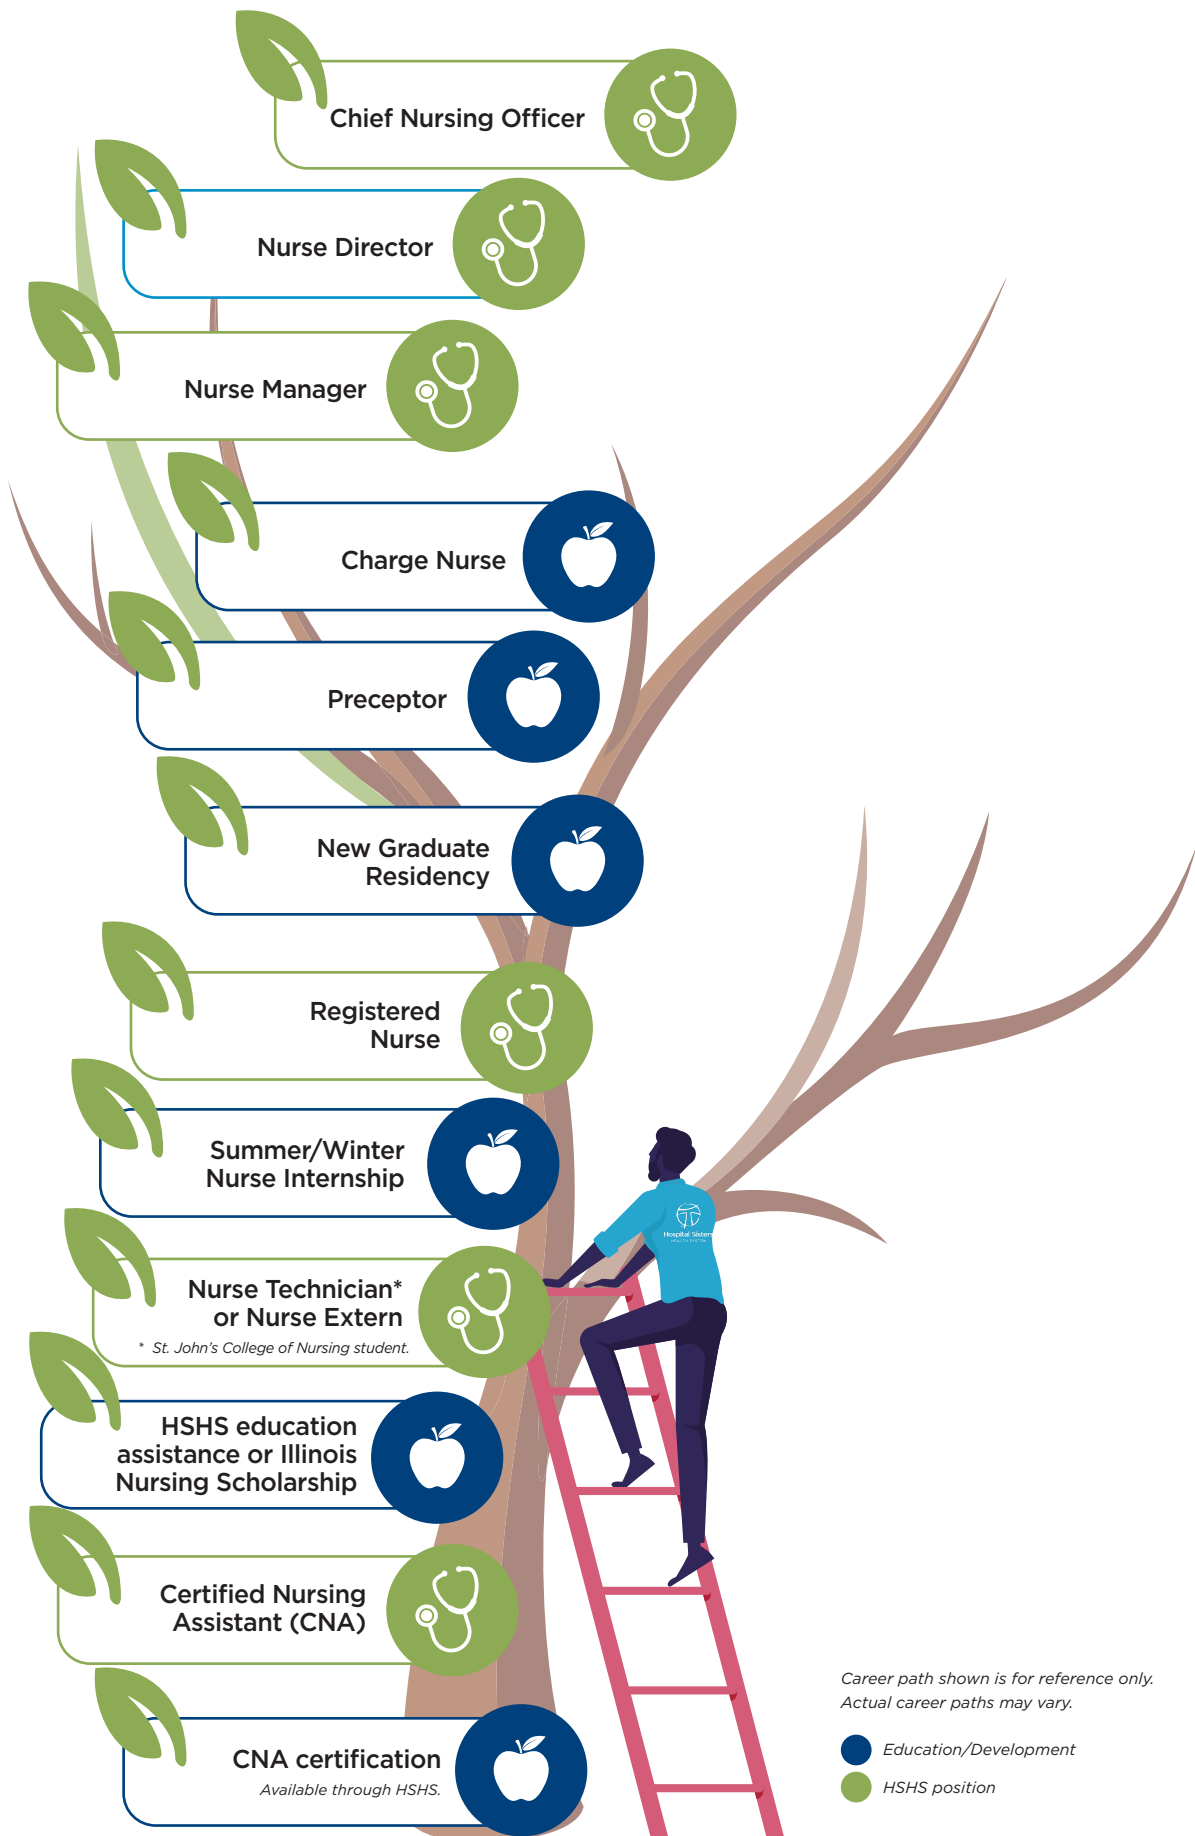 Chief Nursing Officer
Nurse Director
Nurse Manager
Charge Nurse
Preceptor
New Graduate
Residency
Registered
Nurse
Summer/Winter
Nurse Internship
Hospital Sisters
HEALTH SYSTEM
Nurse Technician*
or Nurse Extern
* St. John's College of Nursing student.
HSHS education
assistance or Illinois
Nursing Scholarship
Certified Nursing
Assistant (CNA)
CNA certification
Available through HSHS.
Career path shown is for reference only.
Actual career paths may vary.
Education/Development
HSHS position